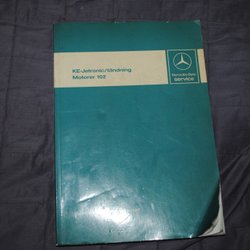 KE-Jetronic/tändning
Motorer 102
Mercedes-Benz
service